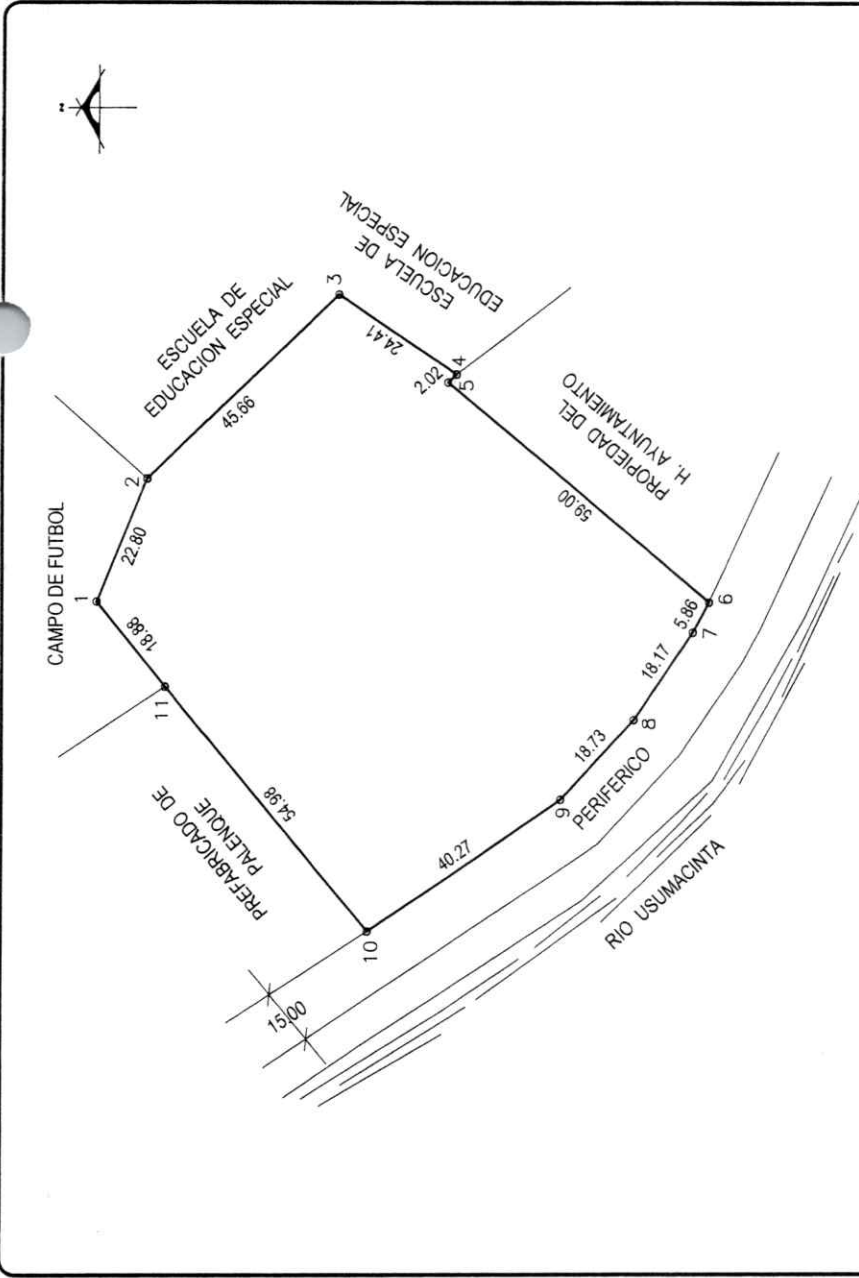 N
CAMPO DE FUTBOL
1
22.80
2
18.88
11
ESCUELA DE
EDUCACION ESPECIAL
45.66
3
ESCUELA DE
EDUCACION ESPECIAL
24.41
4
2.02
5
PREFABRICADO DE
PALENQUE
54.98
59.00
PROPIEDAD DEL
H. AYUNTAMIENTO
10
40.27
9
18.73
8
18.17
7
5.86
6
15.00
PERIFERICO
RIO USUMACINTA